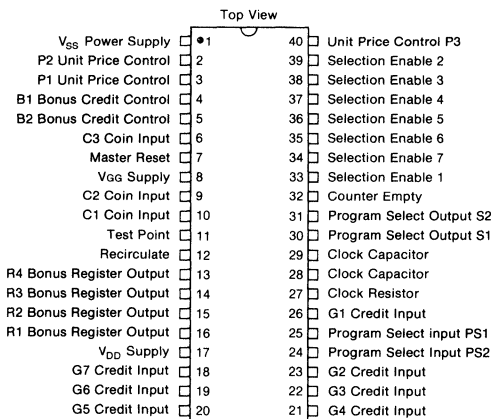 Top View
V_SS Power Supply 1 40 Unit Price Control P3
P2 Unit Price Control 2 39 Selection Enable 2
P1 Unit Price Control 3 38 Selection Enable 3
B1 Bonus Credit Control 4 37 Selection Enable 4
B2 Bonus Credit Control 5 36 Selection Enable 5
C3 Coin Input 6 35 Selection Enable 6
Master Reset 7 34 Selection Enable 7
VGG Supply 8 33 Selection Enable 1
C2 Coin Input 9 32 Counter Empty
C1 Coin Input 10 31 Program Select Output S2
Test Point 11 30 Program Select Output S1
Recirculate 12 29 Clock Capacitor
R4 Bonus Register Output 13 28 Clock Capacitor
R3 Bonus Register Output 14 27 Clock Resistor
R2 Bonus Register Output 15 26 G1 Credit Input
R1 Bonus Register Output 16 25 Program Select input PS1
V_DD Supply 17 24 Program Select Input PS2
G7 Credit Input 18 23 G2 Credit Input
G6 Credit Input 19 22 G3 Credit Input
G5 Credit Input 20 21 G4 Credit Input